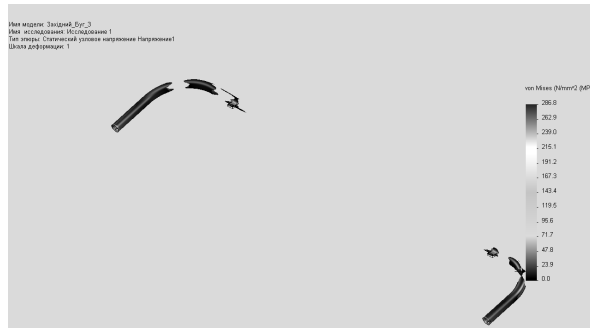 Имя модели: Західний_Буг_3
Имя исследования: Исследование 1
Тип эпюры: Статический узловое напряжение Напряжение1
Шкала деформации: 1
von Mises (N/mm^2 (MP
286.8
262.9
239.0
215.1
191.2
167.3
143.4
119.5
95.6
71.7
47.8
23.9
0.0